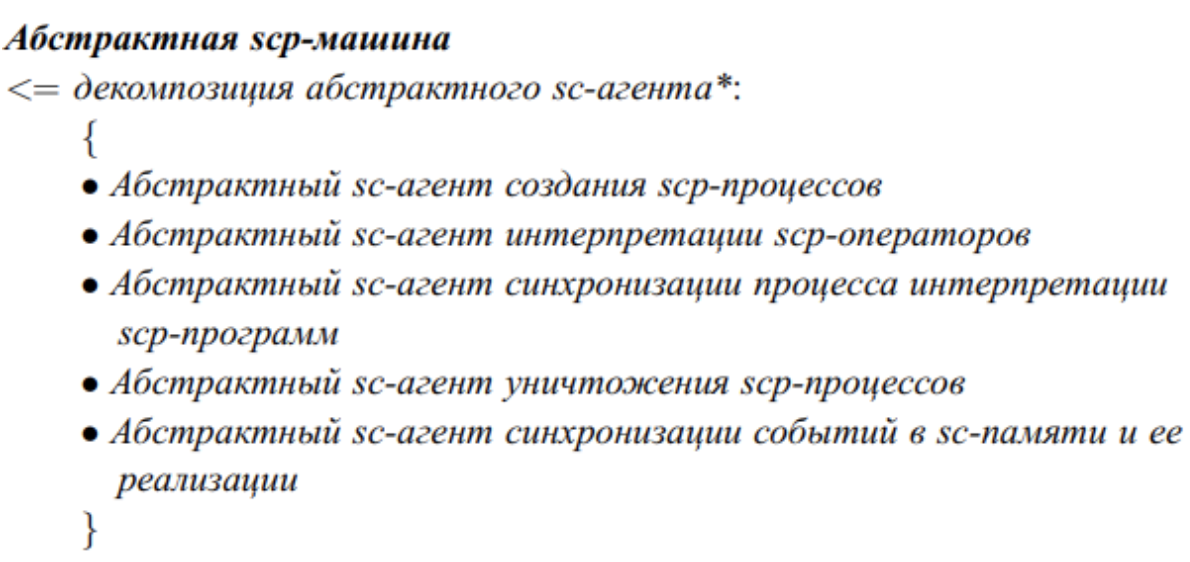 Абстрактная scp-машина
<= декомпозиция абстрактного sc-агента*:
{
• Абстрактный sc-агент создания scp-процессов
• Абстрактный sc-агент интерпретации scp-операторов
• Абстрактный sc-агент синхронизации процесса интерпретации
scp-программ
• Абстрактный sc-агент уничтожения scp-процессов
• Абстрактный sc-агент синхронизации событий в sc-памяти и ее
реализации
}